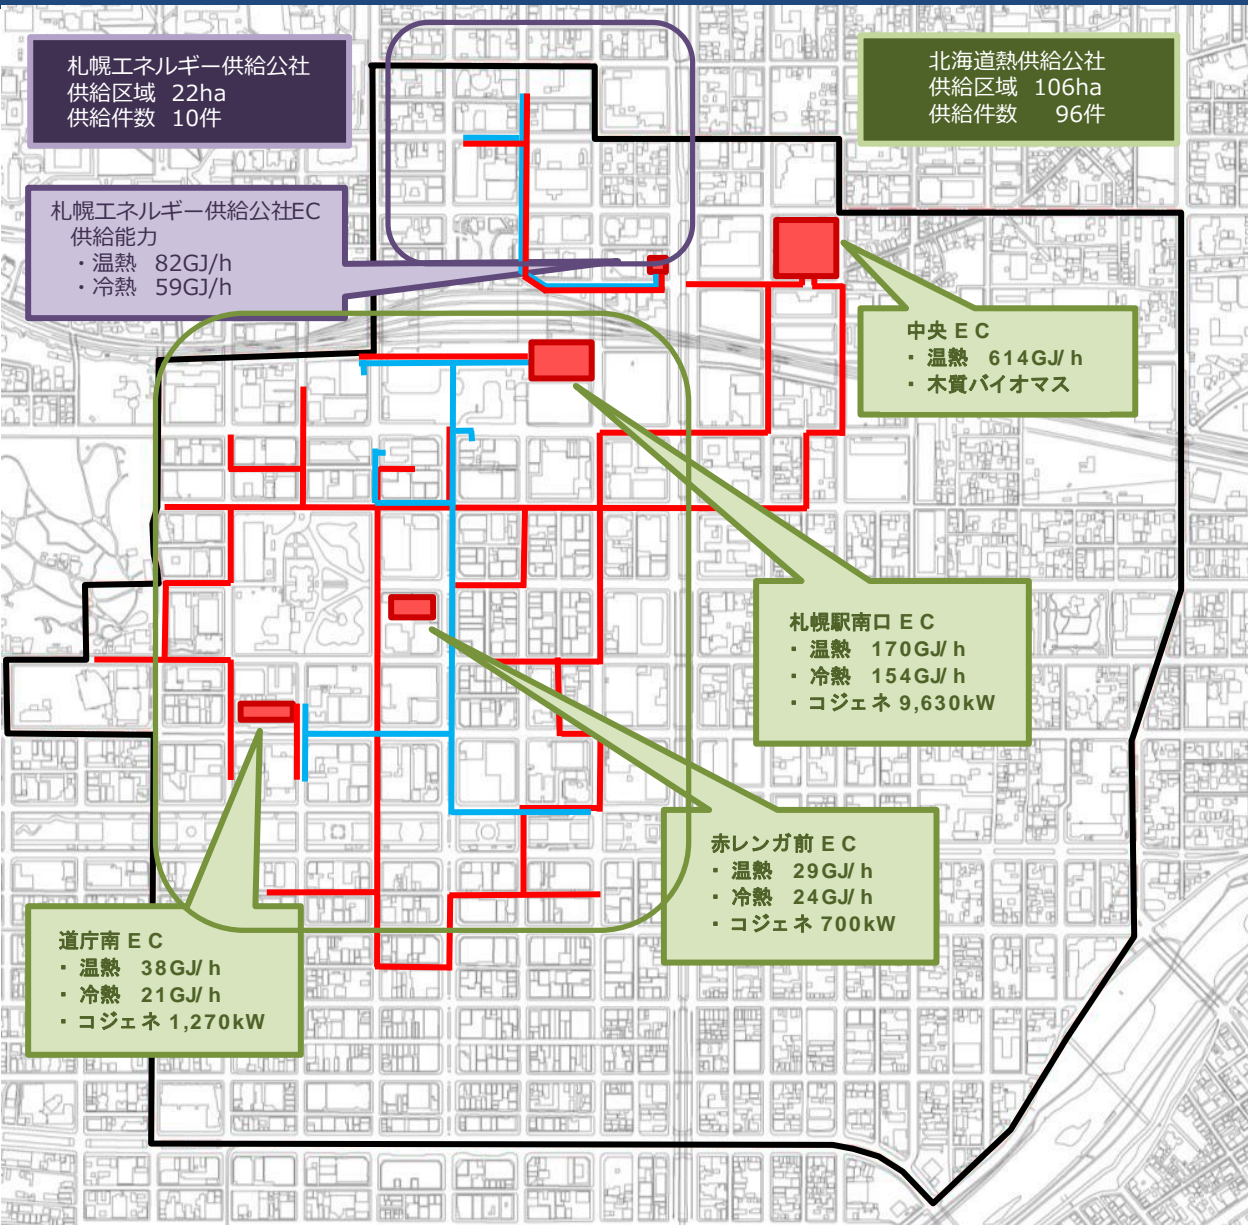 札幌エネルギー供給公社
供給区域 22ha
供給件数 10件
北海道熱供給公社
供給区域 106ha
供給件数 96件
札幌エネルギー供給公社EC
供給能力
・温熱 82GJ/h
・冷熱 59GJ/h
中央EC
・温熱 614GJ/h
・木質バイオマス
札幌駅南口EC
・温熱 170GJ/h
・冷熱 154GJ/h
・コジェネ 9,630kW
赤レンガ前EC
・温熱 29GJ/h
・冷熱 24GJ/h
・コジェネ 700kW
道庁南EC
・温熱 38GJ/h
・冷熱 21GJ/h
・コジェネ 1,270kW